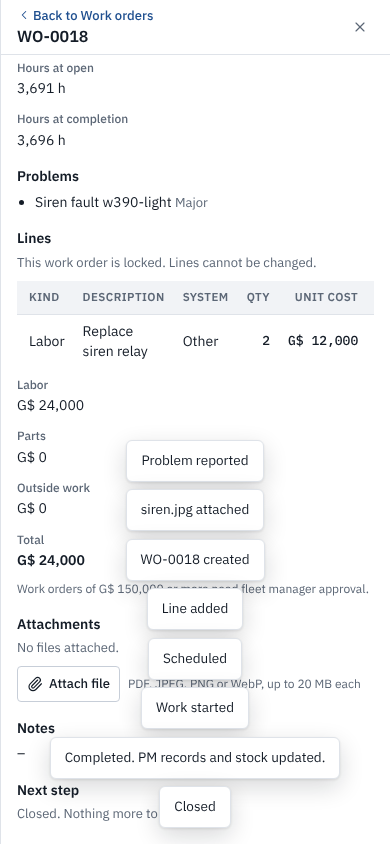 Back to Work orders
WO-0018
Hours at open
3,691 h
Hours at completion
3,696 h
Problems
Siren fault w390-light Major
Lines
This work order is locked. Lines cannot be changed.
KIND DESCRIPTION SYSTEM QTY UNIT COST
Labor Replace siren relay Other 2 G$ 12,000
Labor
G$ 24,000
Parts
G$ 0
Outside work
G$ 0
Total
G$ 24,000
Problem reported
siren.jpg attached
WO-0018 created
Work orders of G$ 150,000 or more need fleet manager approval.
Line added
Attachments
No files attached.
Scheduled
Attach file
PDF, JPEG, PNG or WebP, up to 20 MB each
Work started
Notes
–
Completed. PM records and stock updated.
Next step
Closed. Nothing more to
Closed